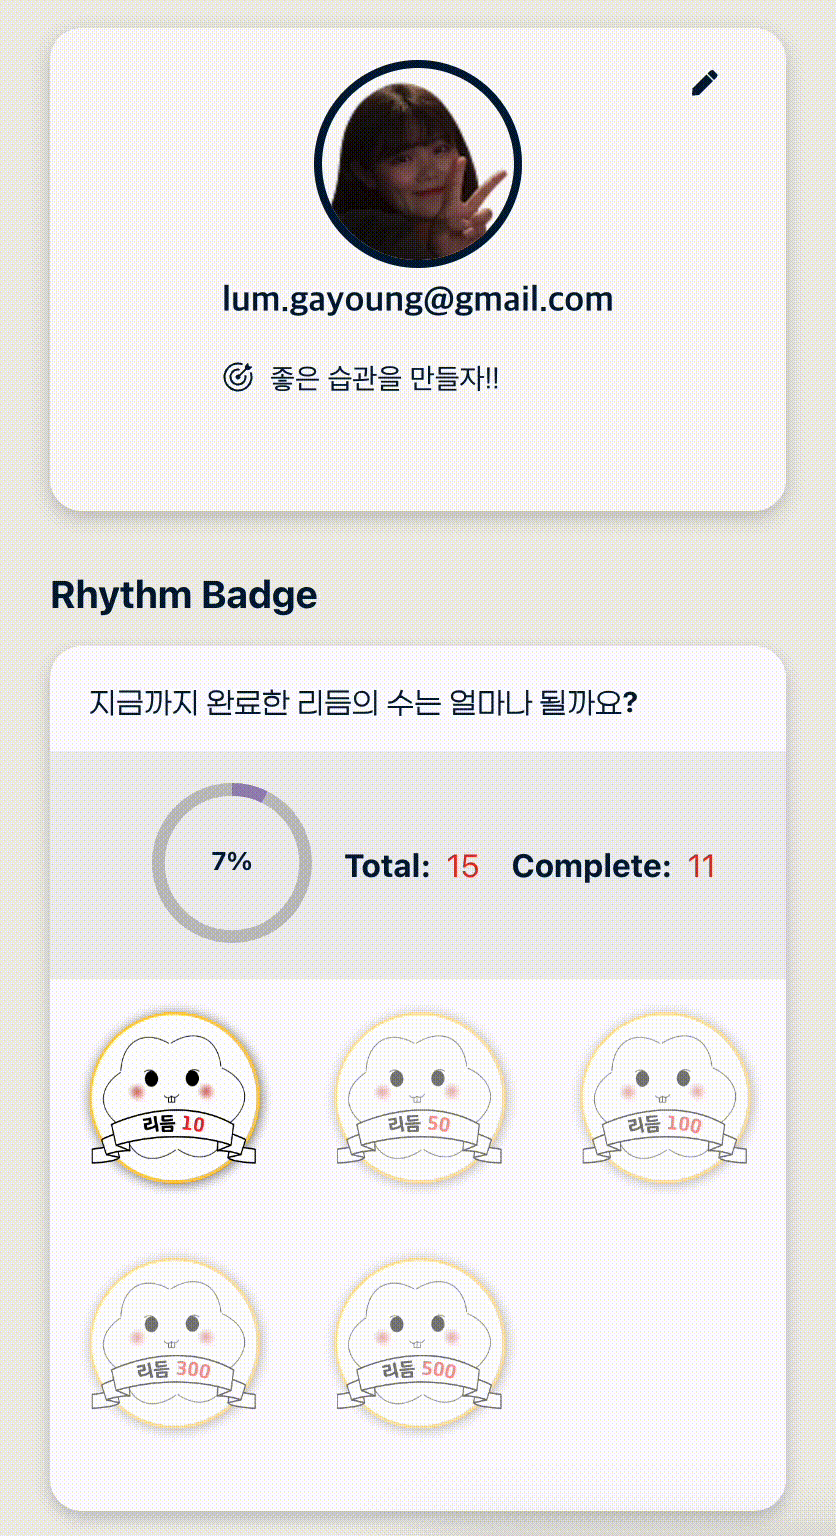 lum.gayoung@gmail.com
좋은 습관을 만들자!!
Rhythm Badge
지금까지 완료한 리듬의 수는 얼마나 될까요?
7%
Total: 15 Complete: 11
리듬 10
리듬 50
리듬 100
리듬 300
리듬 500